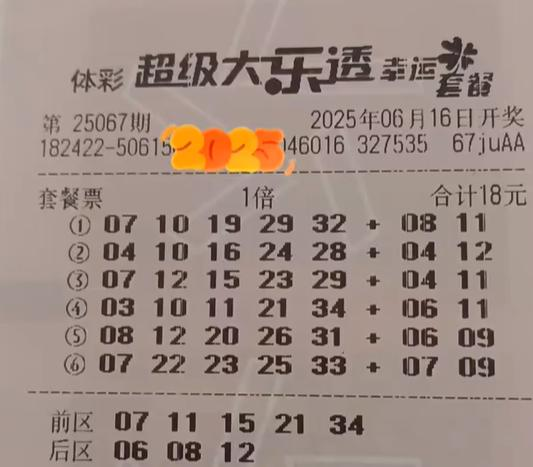 体彩 超级大乐透 幸运套餐
第 25067期 2025年06月16日开奖
182422-50615 2025 46016 327535 67juAA
套餐票 1倍 合计18元
① 07 10 19 29 32 + 08 11
② 04 10 16 24 28 + 04 12
③ 07 12 15 23 29 + 04 11
④ 03 10 11 21 34 + 06 11
⑤ 08 12 20 26 31 + 06 09
⑥ 07 22 23 25 33 + 07 09
前区 07 11 15 21 34
后区 06 08 12